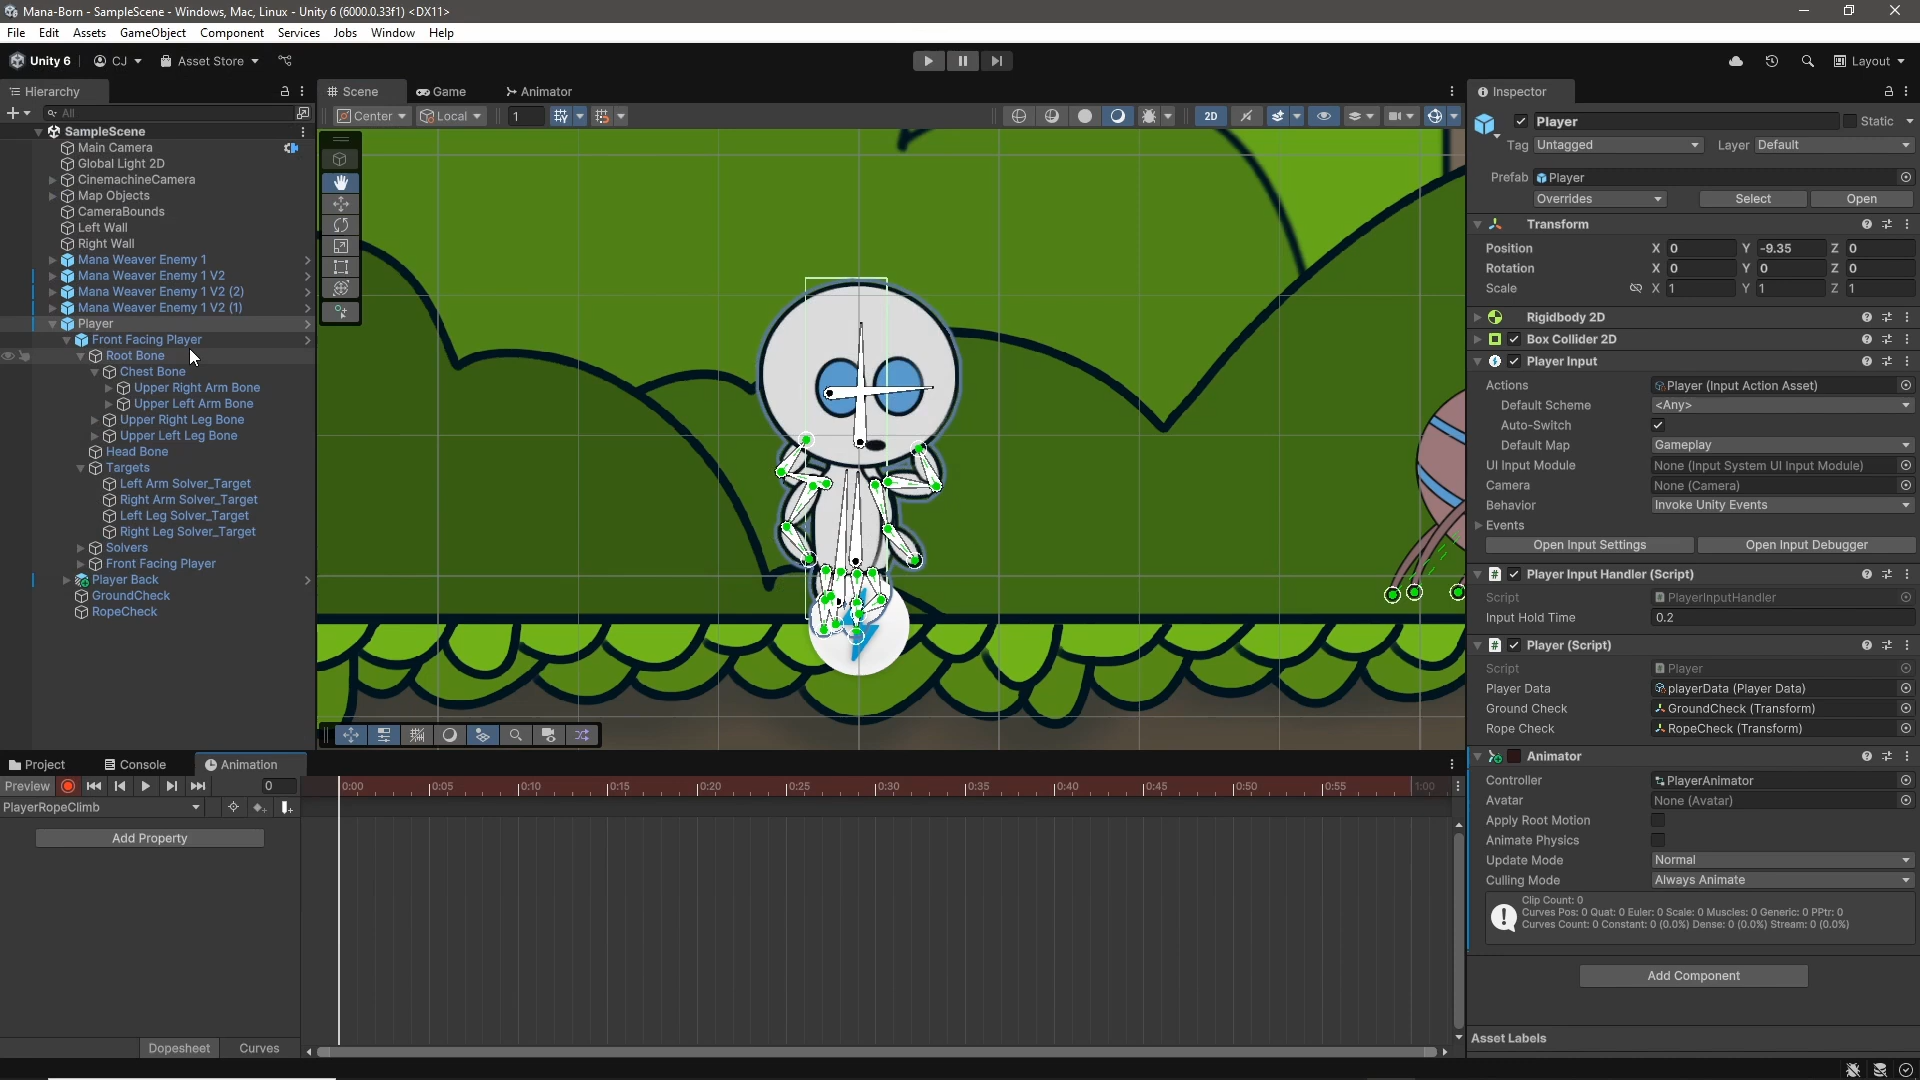 Mana-Born - SampleScene - Windows, Mac, Linux - Unity 6 (6000.0.33f1) <DX11>
File Edit Assets GameObject Component Services Jobs Window Help
Unity 6 CJ Asset Store Layout
Hierarchy
All
SampleScene
Main Camera
Global Light 2D
CinemachineCamera
Map Objects
CameraBounds
Left Wall
Right Wall
Mana Weaver Enemy 1
Mana Weaver Enemy 1 V2
Mana Weaver Enemy 1 V2 (2)
Mana Weaver Enemy 1 V2 (1)
Player
Front Facing Player
Root Bone
Chest Bone
Upper Right Arm Bone
Upper Left Arm Bone
Upper Right Leg Bone
Upper Left Leg Bone
Head Bone
Targets
Left Arm Solver_Target
Right Arm Solver_Target
Left Leg Solver_Target
Right Leg Solver_Target
Solvers
Front Facing Player
Player Back
GroundCheck
RopeCheck
Scene Game Animator
Center Local 1 2D
Inspector
Player Static
Tag Untagged Layer Default
Prefab Player
Overrides Select Open
Transform
Position X 0 Y -9.35 Z 0
Rotation X 0 Y 0 Z 0
Scale X 1 Y 1 Z 1
Rigidbody 2D
Box Collider 2D
Player Input
Actions Player (Input Action Asset)
Default Scheme <Any>
Auto-Switch
Default Map Gameplay
UI Input Module None (Input System UI Input Module)
Camera None (Camera)
Behavior Invoke Unity Events
Events
Open Input Settings Open Input Debugger
Player Input Handler (Script)
Script PlayerInputHandler
Input Hold Time 0.2
Player (Script)
Script Player
Player Data playerData (Player Data)
Ground Check GroundCheck (Transform)
Rope Check RopeCheck (Transform)
Animator
Controller PlayerAnimator
Avatar None (Avatar)
Apply Root Motion
Animate Physics
Update Mode Normal
Culling Mode Always Animate
Clip Count: 0
Curves Pos: 0 Quat: 0 Euler: 0 Scale: 0 Muscles: 0 Generic: 0 PPtr: 0
Curves Count: 0 Constant: 0 (0.0%) Dense: 0 (0.0%) Stream: 0 (0.0%)
Add Component
Asset Labels
Project Console Animation
Preview 0
0:00 0:05 0:10 0:15 0:20 0:25 0:30 0:35 0:40 0:45 0:50 0:55 1:00
PlayerRopeClimb
Add Property
Dopesheet Curves